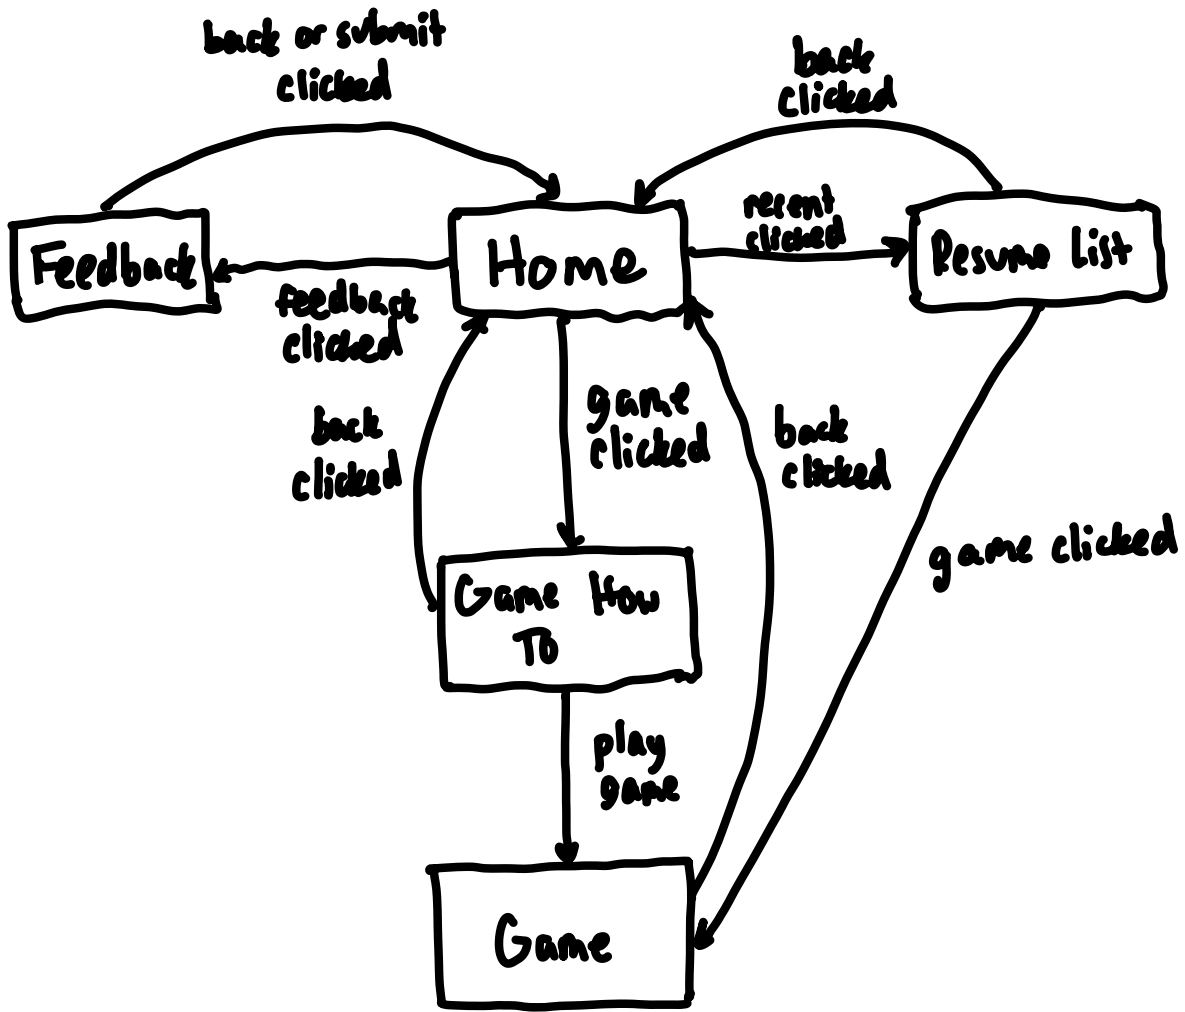 back or submit
clicked
back
clicked
recent
clicked
Feedback
Home
Resume List
feedback
clicked
back
clicked
game
clicked
back
clicked
game clicked
Game How
To
play
game
Game